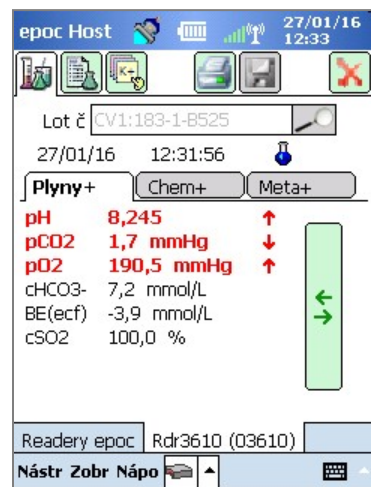 epoc Host 27/01/16 12:33
K+
Lot č CV1:183-1-B525
27/01/16 12:31:56
Plyny+ Chem+ Meta+
pH 8,245 ↑
pCO2 1,7 mmHg ↓
pO2 190,5 mmHg ↑
cHCO3- 7,2 mmol/L
BE(ecf) -3,9 mmol/L
cSO2 100,0 %
Readery epoc Rdr3610 (03610)
Nástr Zobr Nápo